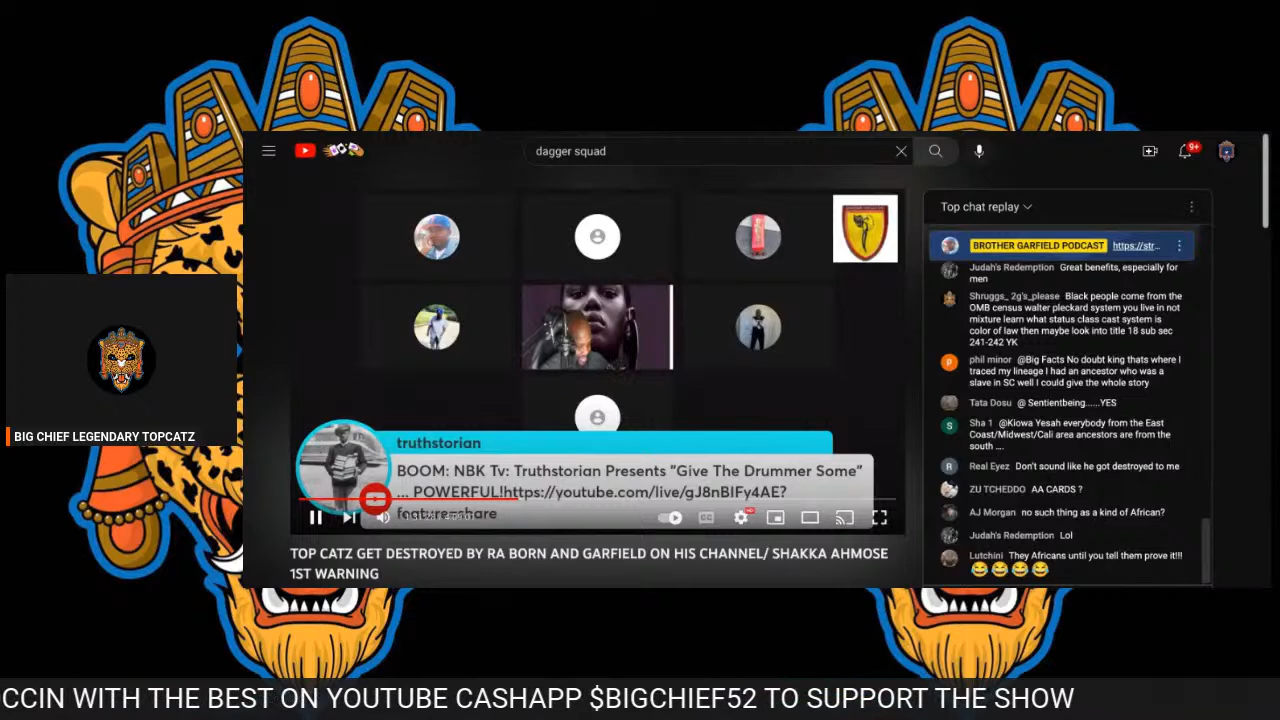 dagger squad
9+
Top chat replay
BROTHER GARFIELD PODCAST https://str...
Judah's Redemption Great benefits, especially for
men
Shruggs_ 2g's_please Black people come from the
OMB census walter pleckard system you live in not
mixture learn what status class cast system is
color of law then maybe look into title 18 sub sec
241-242 YK
phil minor @Big Facts No doubt king thats where I
traced my lineage I had an ancestor who was a
slave in SC well I could give the whole story
Tata Dosu @ Sentientbeing......YES
Sha 1 @Kiowa Yesah everybody from the East
Coast/Midwest/Cali area ancestors are from the
south ....
Real Eyez Don't sound like he got destroyed to me
ZU TCHEDDO AA CARDS ?
AJ Morgan no such thing as a kind of African?
Judah's Redemption Lol
Lutchini They Africans until you tell them prove it!!!
😂😂😂😂
truthstorian
BOOM: NBK Tv: Truthstorian Presents "Give The Drummer Some"
... POWERFUL!https://youtube.com/live/gJ8nBIFy4AE?
feature=share
TOP CATZ GET DESTROYED BY RA BORN AND GARFIELD ON HIS CHANNEL/ SHAKKA AHMOSE
1ST WARNING
BIG CHIEF LEGENDARY TOPCATZ
OCCIN WITH THE BEST ON YOUTUBE CASHAPP $BIGCHIEF52 TO SUPPORT THE SHOW